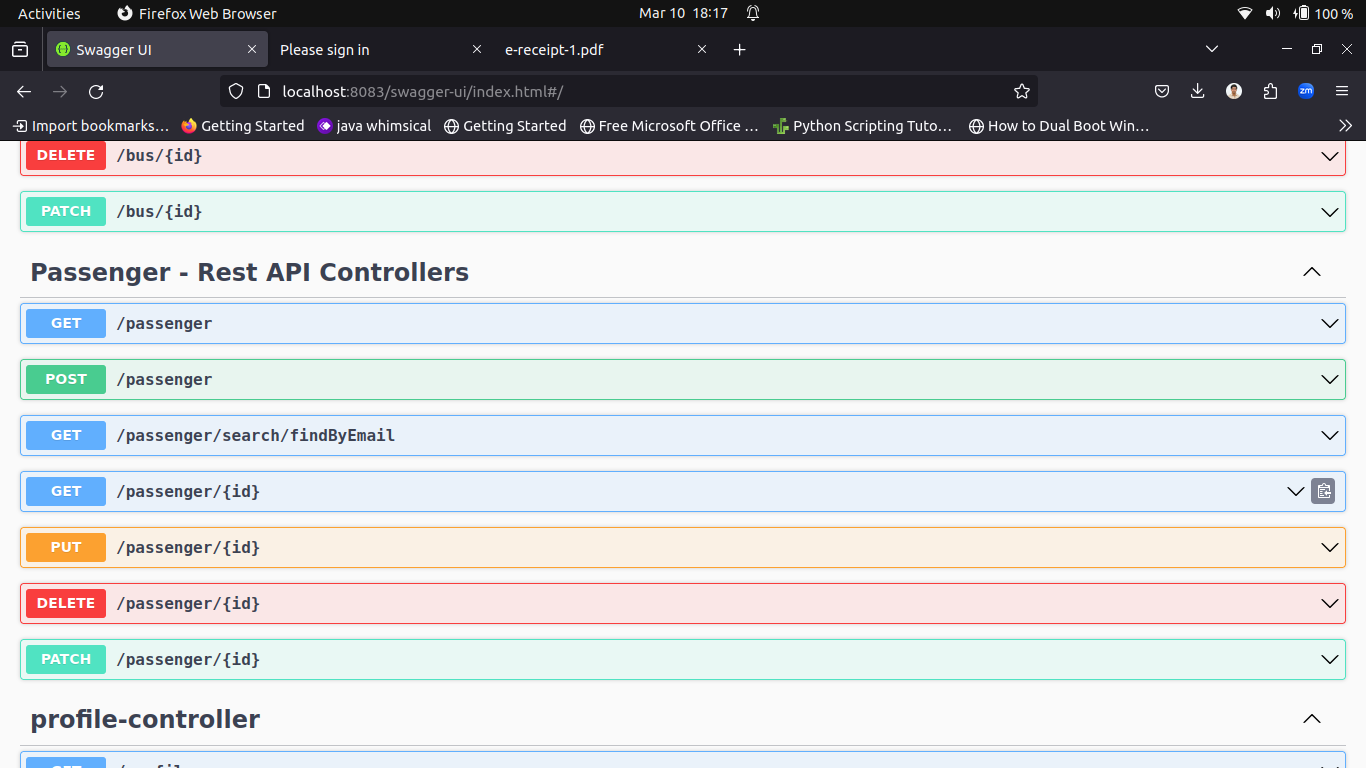 Activities Firefox Web Browser Mar 10 18:17 100 %
Swagger UI Please sign in e-receipt-1.pdf
localhost:8083/swagger-ui/index.html#/ zm
Import bookmarks… Getting Started java whimsical Getting Started Free Microsoft Office … Python Scripting Tuto… How to Dual Boot Win…
DELETE /bus/{id}
PATCH /bus/{id}
Passenger - Rest API Controllers
GET /passenger
POST /passenger
GET /passenger/search/findByEmail
GET /passenger/{id}
PUT /passenger/{id}
DELETE /passenger/{id}
PATCH /passenger/{id}
profile-controller
GET